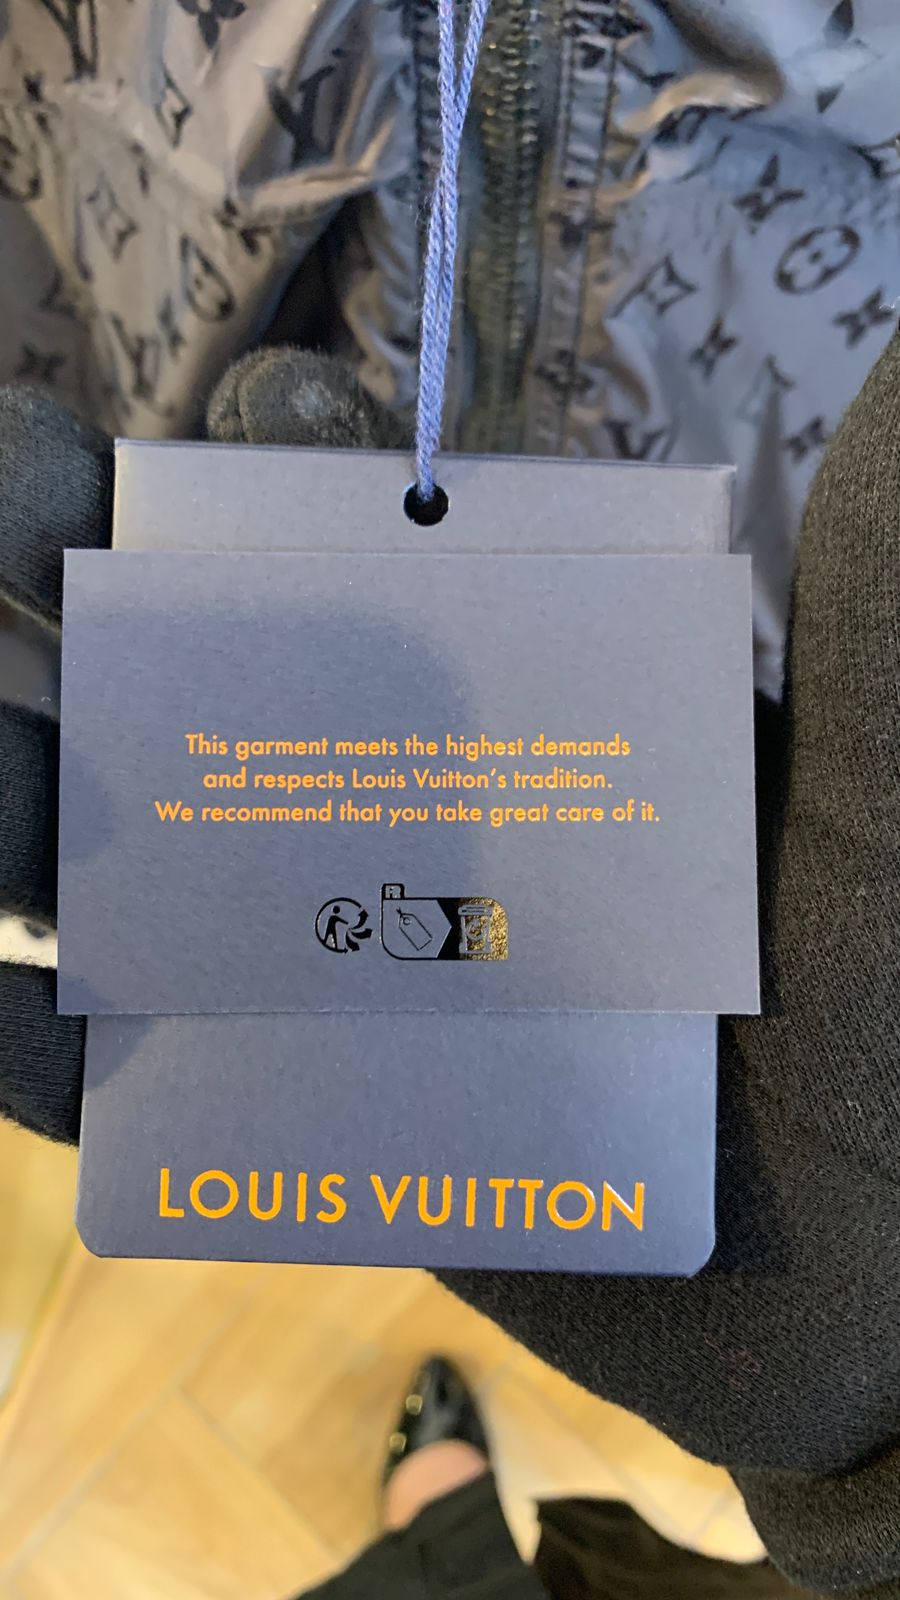 This garment meets the highest demands
and respects Louis Vuitton's tradition.
We recommend that you take great care of it.
FR
LOUIS VUITTON